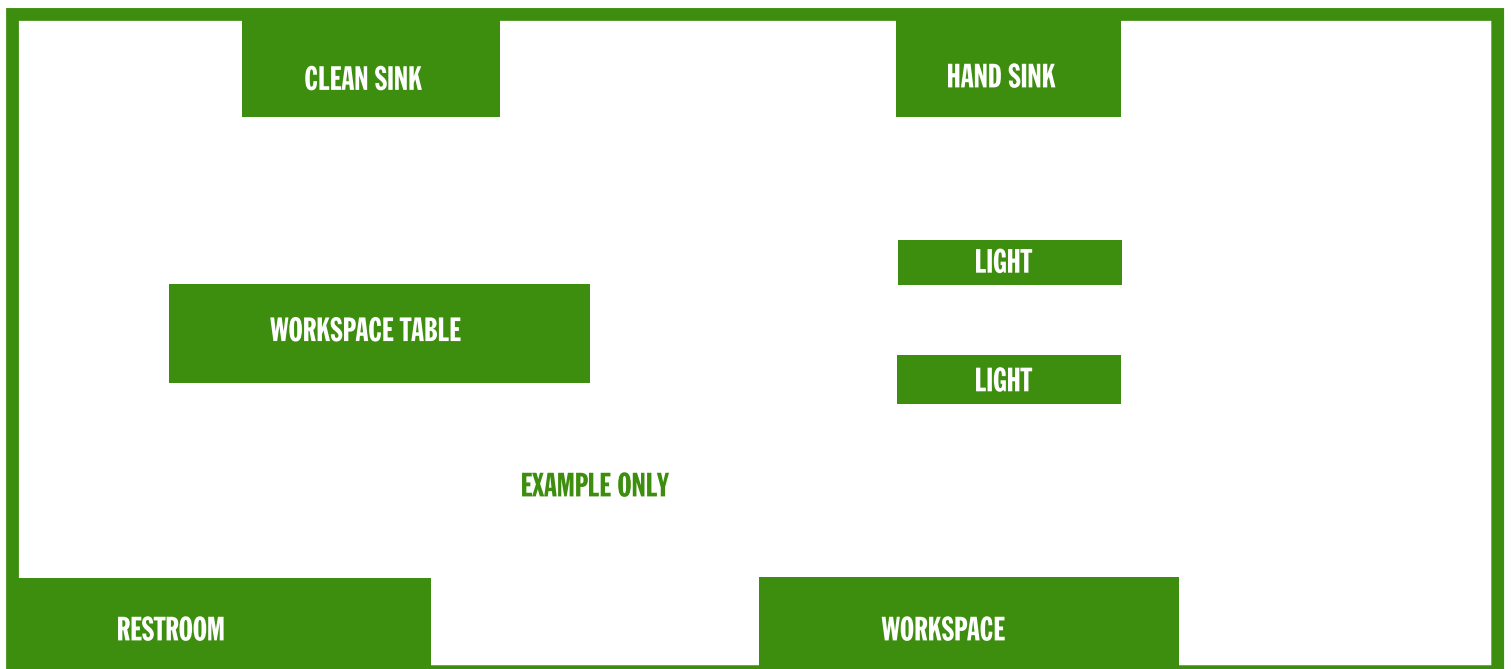 CLEAN SINK
HAND SINK
LIGHT
WORKSPACE TABLE
LIGHT
EXAMPLE ONLY
RESTROOM
WORKSPACE